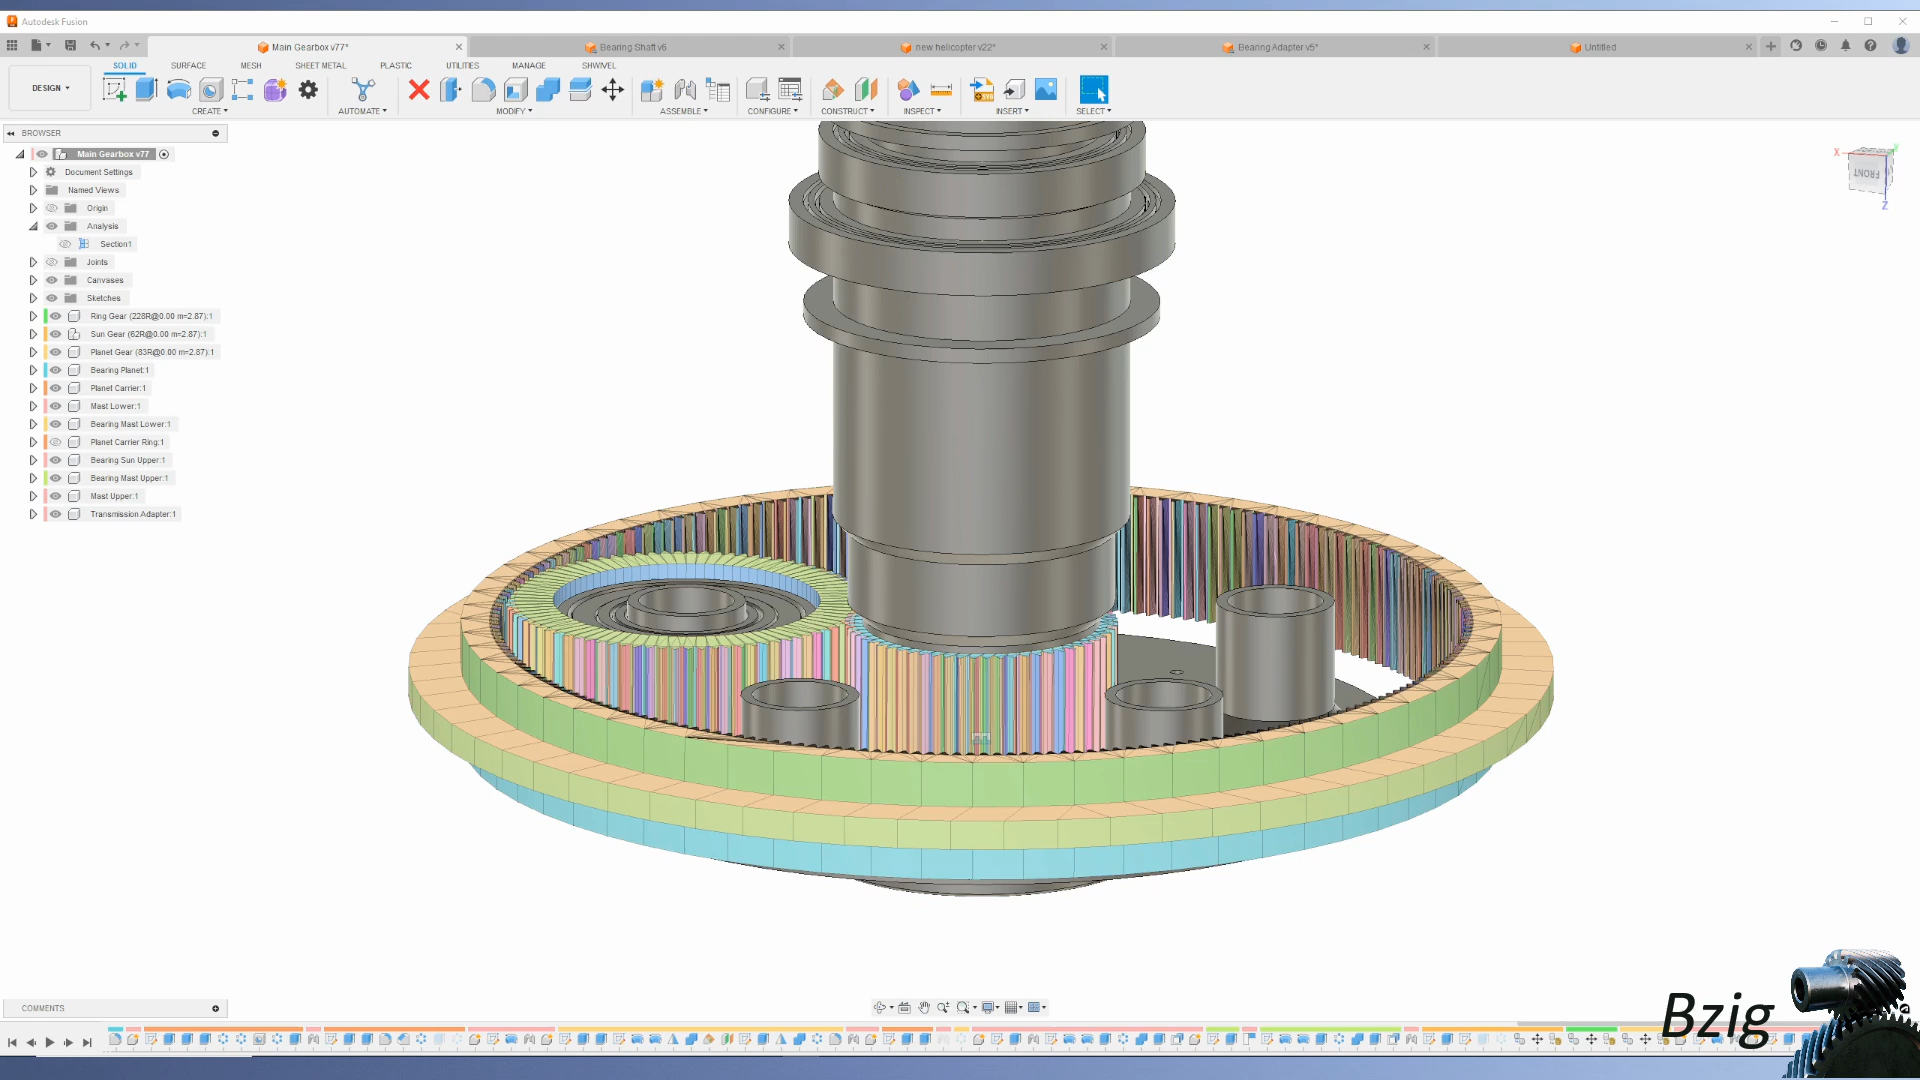 Autodesk Fusion
Main Gearbox v77*
Bearing Shaft v6
new helicopter v22*
Bearing Adapter v5*
Untitled
DESIGN
SOLID
SURFACE
MESH
SHEET METAL
PLASTIC
UTILITIES
MANAGE
SHWIVEL
CREATE
AUTOMATE
MODIFY
ASSEMBLE
CONFIGURE
CONSTRUCT
INSPECT
INSERT
SELECT
BROWSER
Main Gearbox v77
Document Settings
Named Views
Origin
Analysis
Section1
Joints
Canvases
Sketches
Ring Gear (228R@0.00 m=2.87):1
Sun Gear (62R@0.00 m=2.87):1
Planet Gear (83R@0.00 m=2.87):1
Bearing Planet:1
Planet Carrier:1
Mast Lower:1
Bearing Mast Lower:1
Planet Carrier Ring:1
Bearing Sun Upper:1
Bearing Mast Upper:1
Mast Upper:1
Transmission Adapter:1
X
Y
FRONT
Z
COMMENTS
Bzig